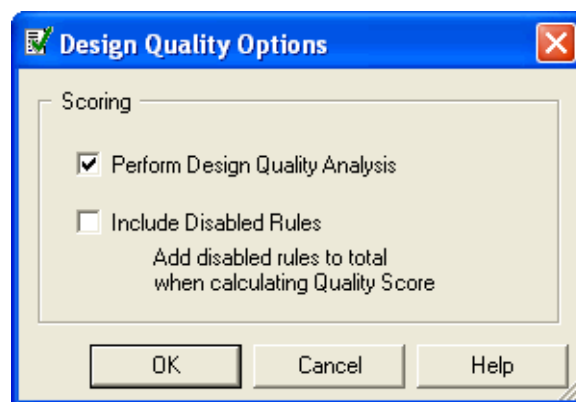 Design Quality Options
Scoring
Perform Design Quality Analysis
Include Disabled Rules
Add disabled rules to total
when calculating Quality Score
OK Cancel Help